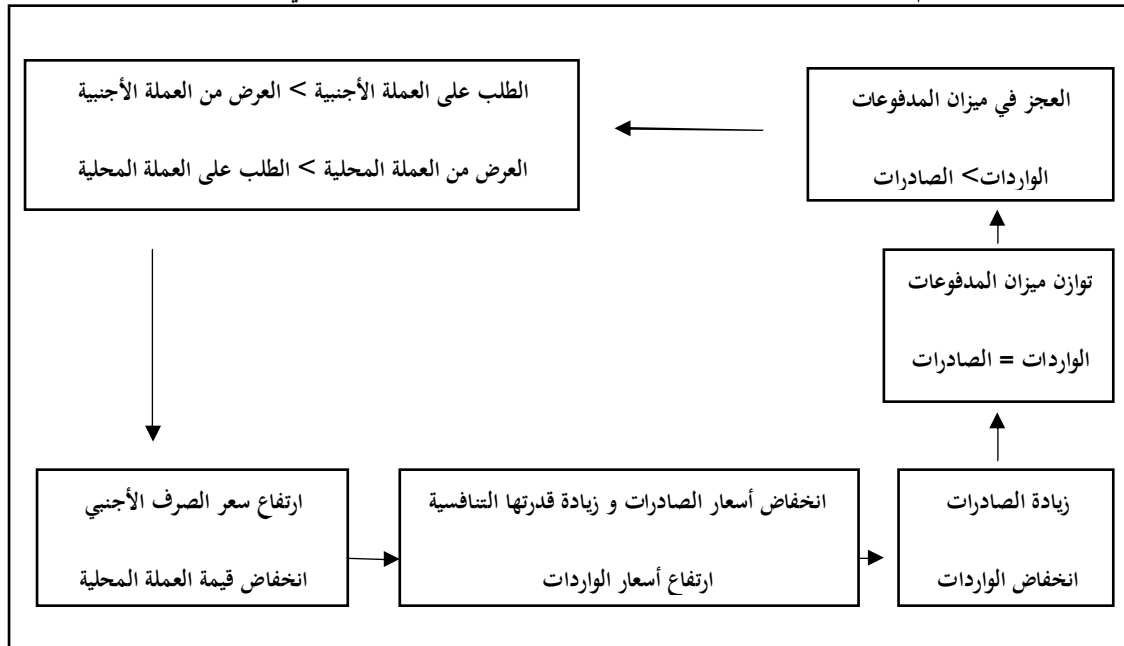 العجز في ميزان المدفوعات
الواردات> الصادرات
الطلب على العملة الأجنبية > العرض من العملة الأجنبية
العرض من العملة المحلية > الطلب على العملة المحلية
توازن ميزان المدفوعات
الواردات = الصادرات
ارتفاع سعر الصرف الأجنبي
انخفاض قيمة العملة المحلية
انخفاض أسعار الصادرات و زيادة قدرتها التنافسية
ارتفاع أسعار الواردات
زيادة الصادرات
انخفاض الواردات